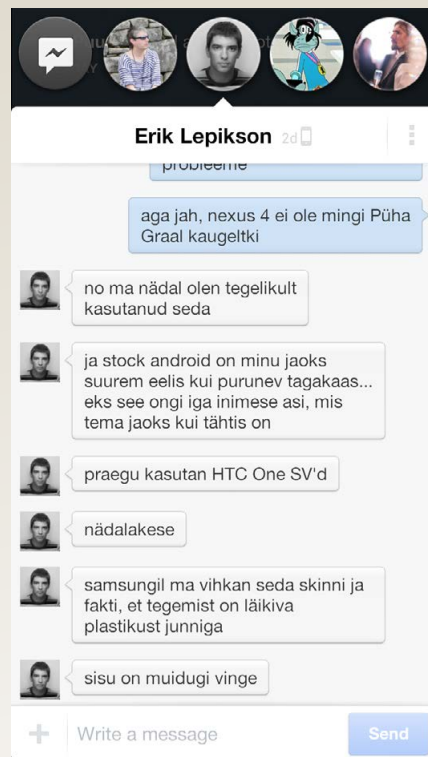 Erik Lepikson 2d
probleeme
aga jah, nexus 4 ei ole mingi Püha
Graal kaugeltki
no ma nädal olen tegelikult
kasutanud seda
ja stock android on minu jaoks
suurem eelis kui purunev tagakaas...
eks see ongi iga inimese asi, mis
tema jaoks kui tähtis on
praegu kasutan HTC One SV'd
nädalakese
samsungil ma vihkan seda skinni ja
fakti, et tegemist on läikiva
plastikust junniga
sisu on muidugi vinge
Write a message
Send